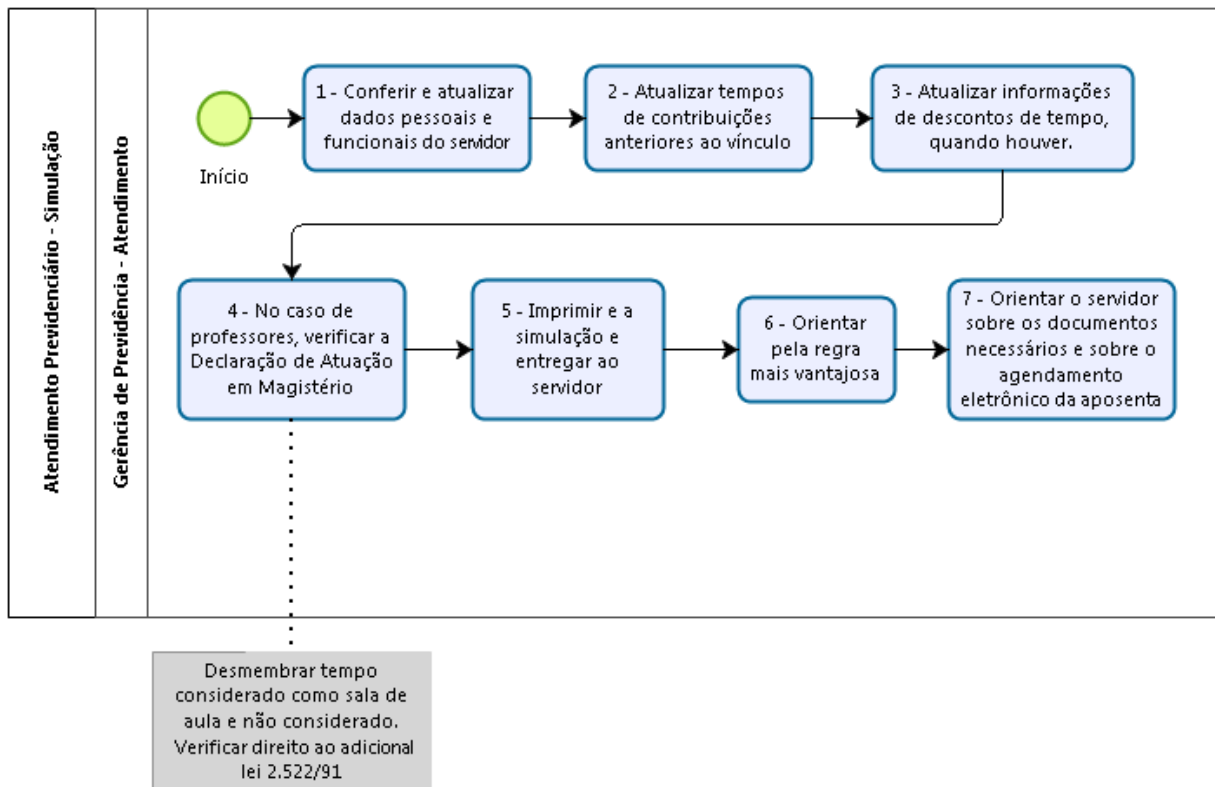 Atendimento Previdenciário - Simulação
Gerência de Previdência - Atendimento
Início
1 - Conferir e atualizar
dados pessoais e
funcionais do servidor
2 - Atualizar tempos
de contribuições
anteriores ao vínculo
3 - Atualizar informações
de descontos de tempo,
quando houver.
4 - No caso de
professores, verificar a
Declaração de Atuação
em Magistério
5 - Imprimir e a
simulação e
entregar ao
servidor
6 - Orientar
pela regra
mais vantajosa
7 - Orientar o servidor
sobre os documentos
necessários e sobre o
agendamento
eletrônico da aposenta
Desmembrar tempo
considerado como sala de
aula e não considerado.
Verificar direito ao adicional
lei 2.522/91